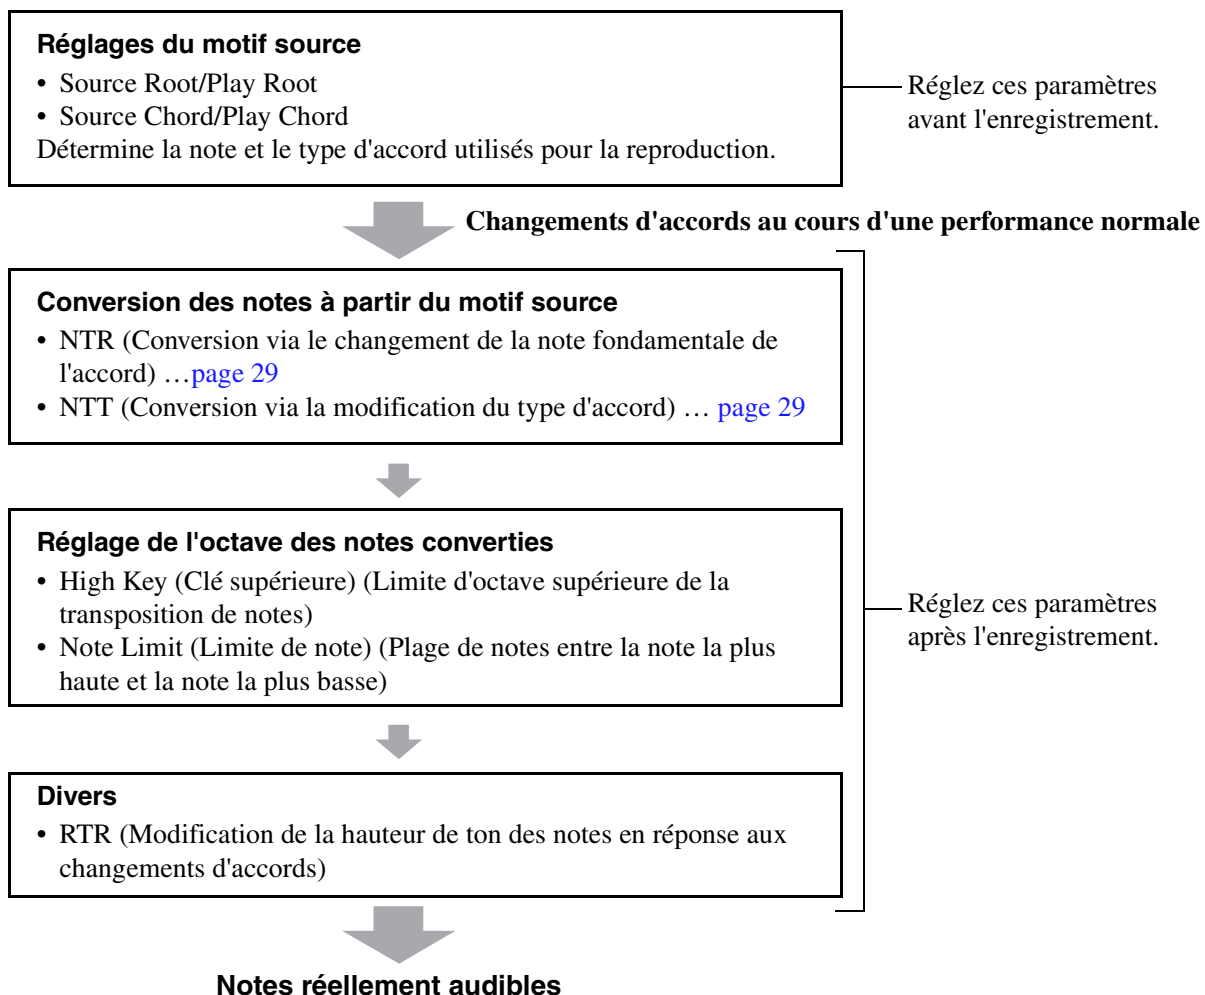 Réglages du motif source
• Source Root/Play Root
• Source Chord/Play Chord
Détermine la note et le type d'accord utilisés pour la reproduction.
Réglez ces paramètres
avant l'enregistrement.
Changements d'accords au cours d'une performance normale
Conversion des notes à partir du motif source
• NTR (Conversion via le changement de la note fondamentale de
l'accord) …page 29
• NTT (Conversion via la modification du type d'accord) … page 29
Réglage de l'octave des notes converties
• High Key (Clé supérieure) (Limite d'octave supérieure de la
transposition de notes)
• Note Limit (Limite de note) (Plage de notes entre la note la plus
haute et la note la plus basse)
Réglez ces paramètres
après l'enregistrement.
Divers
• RTR (Modification de la hauteur de ton des notes en réponse aux
changements d'accords)
Notes réellement audibles